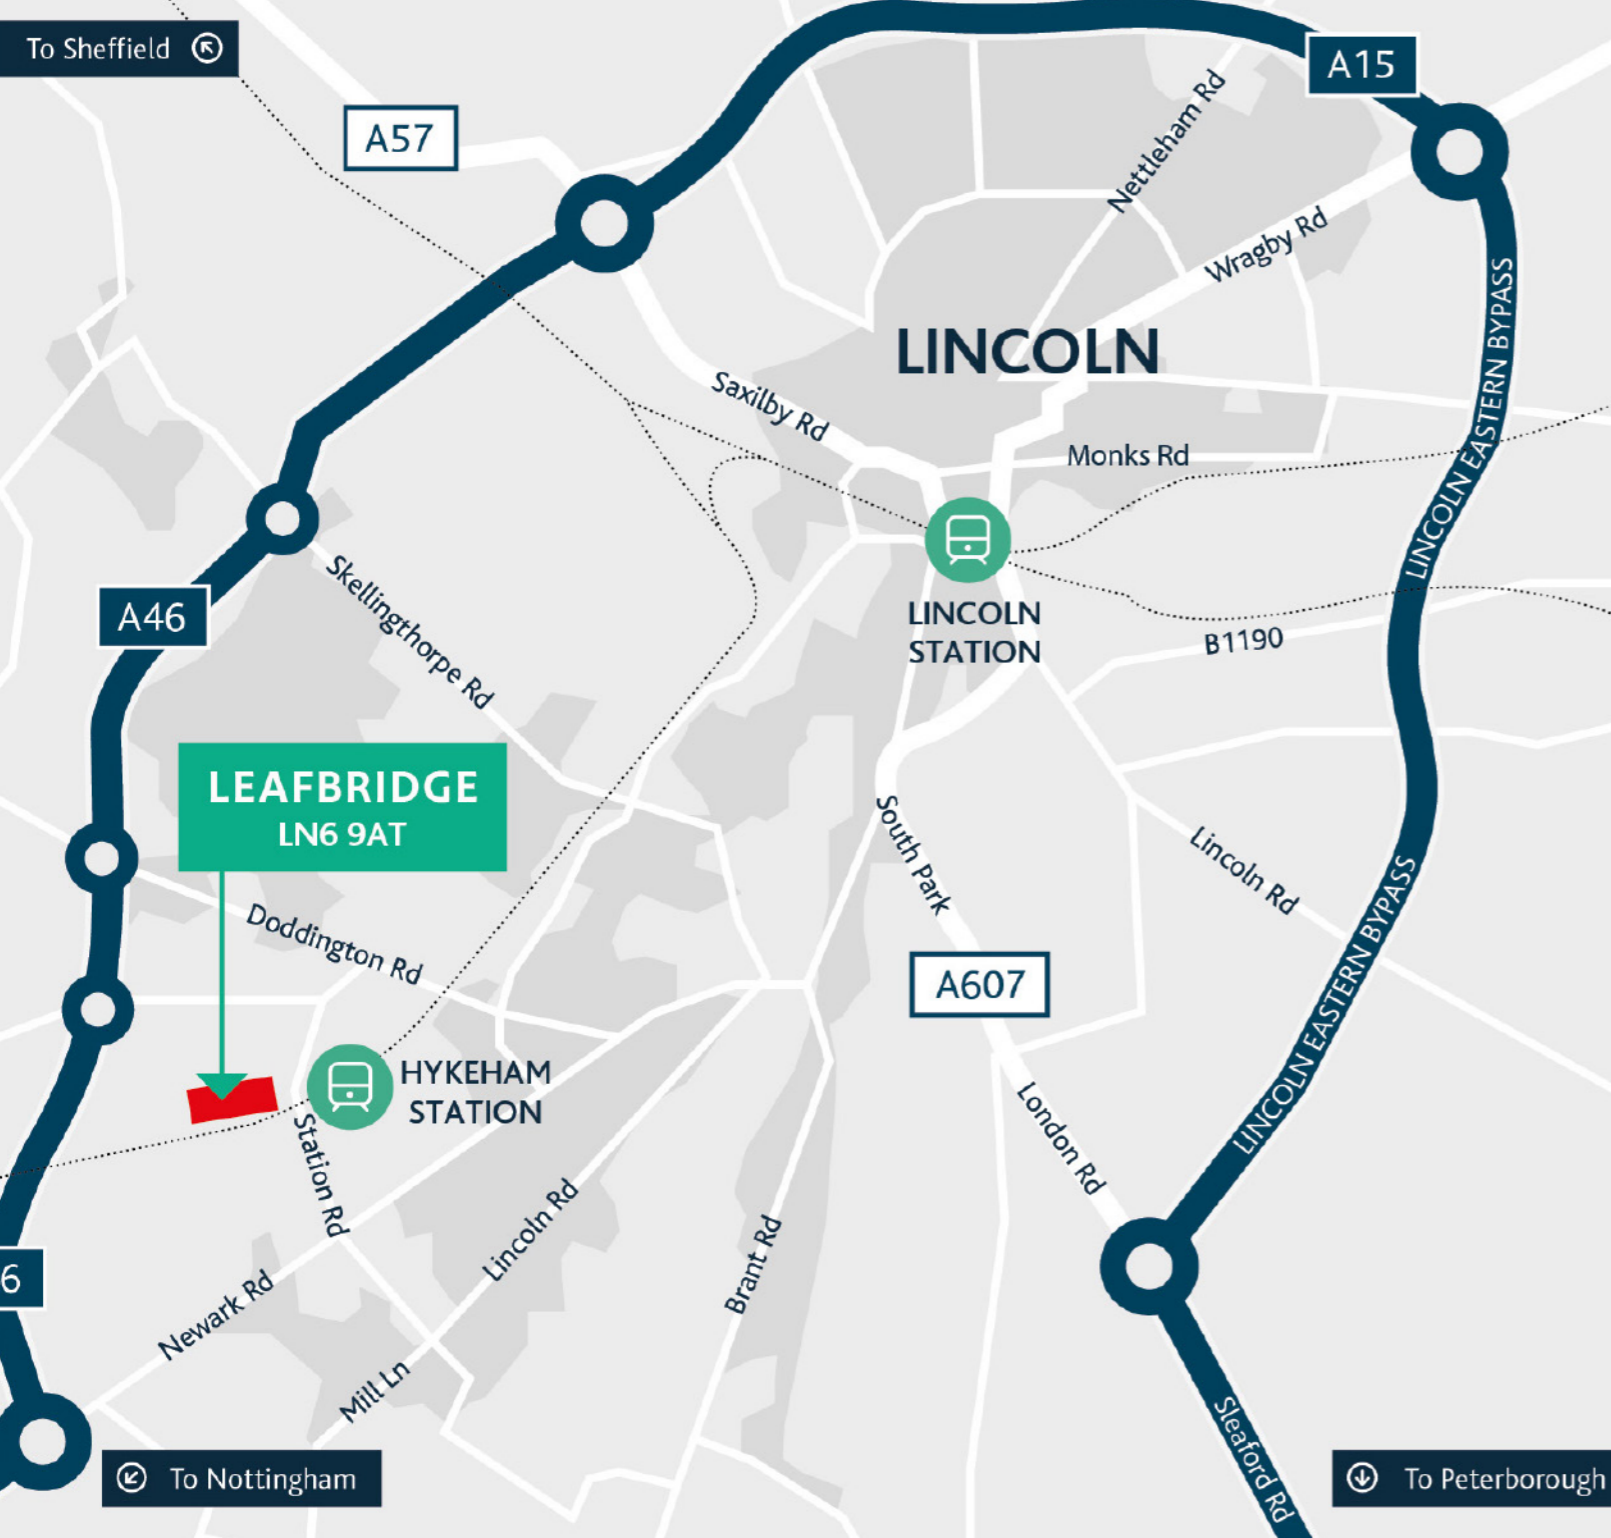 To Sheffield
A57
A15
Nettleham Rd
Wragby Rd
LINCOLN EASTERN BYPASS
LINCOLN
Saxilby Rd
Monks Rd
Skellingthorpe Rd
A46
LINCOLN
STATION
B1190
LEAFBRIDGE
LN6 9AT
South Park
Lincoln Rd
LINCOLN EASTERN BYPASS
Doddington Rd
A607
HYKEHAM
STATION
London Rd
Station Rd
Lincoln Rd
Brant Rd
6
Newark Rd
Mill Ln
Sleaford Rd
To Nottingham
To Peterborough